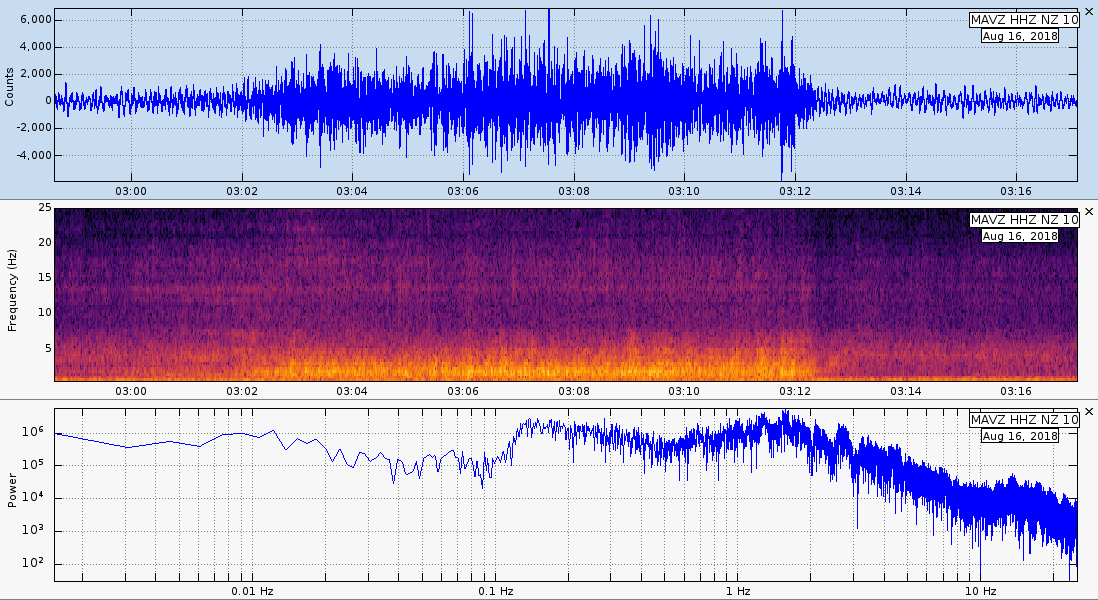 6,000
4,000
2,000
0
-2,000
-4,000
Counts
MAVZ HHZ NZ 10
Aug 16, 2018
×
03:00 03:02 03:04 03:06 03:08 03:10 03:12 03:14 03:16
25
20
15
10
5
Frequency (Hz)
MAVZ HHZ NZ 10
Aug 16, 2018
×
03:00 03:02 03:04 03:06 03:08 03:10 03:12 03:14 03:16
10⁶
10⁵
10⁴
10³
10²
Power
MAVZ HHZ NZ 10
Aug 16, 2018
×
0.01 Hz 0.1 Hz 1 Hz 10 Hz